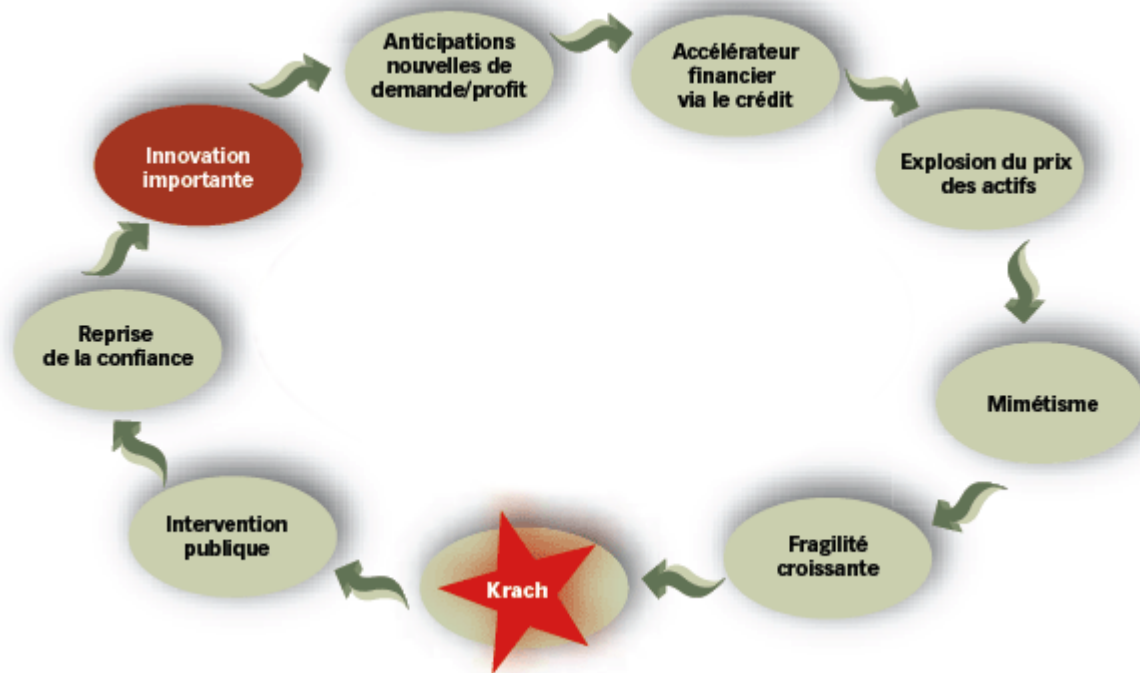 Innovation
importante
Anticipations
nouvelles de
demande/profit
Accélérateur
financier
via le crédit
Explosion du prix
des actifs
Mimétisme
Fragilité
croissante
Krach
Intervention
publique
Reprise
de la confiance